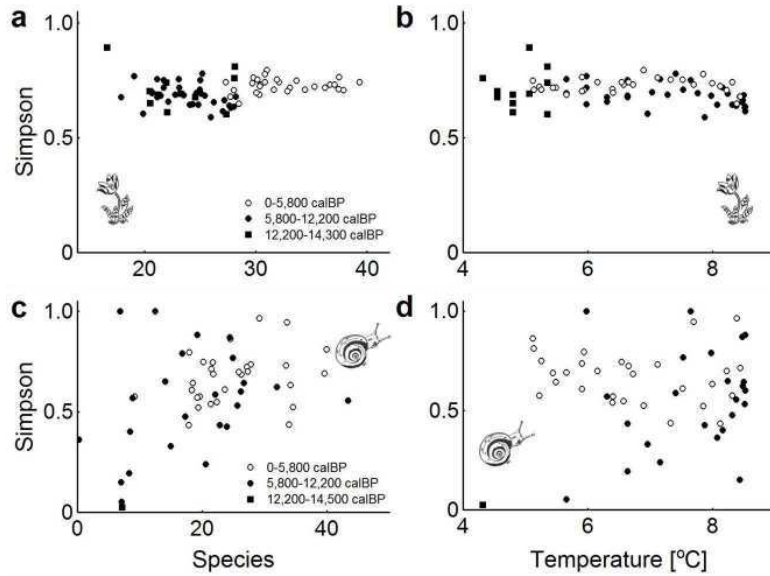 a
b
1.0
0.5
0
Simpson
0-5,800 calBP
5,800-12,200 calBP
12,200-14,300 calBP
20 30 40
4 6 8
c
d
1.0
0.5
0
Simpson
0-5,800 calBP
5,800-12,200 calBP
12,200-14,500 calBP
0 20 40
4 6 8
Species
Temperature [°C]
1.0
0.5
0
1.0
0.5
0